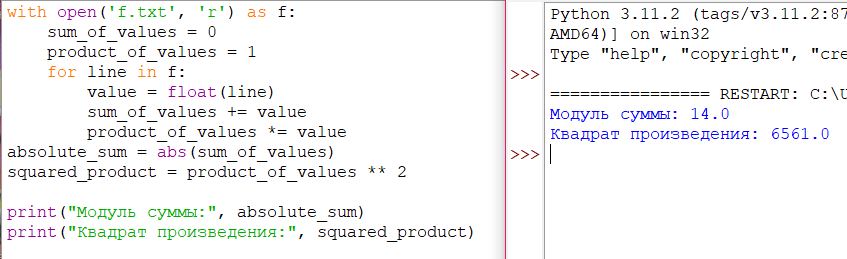 with open('f.txt', 'r') as f:
    sum_of_values = 0
    product_of_values = 1
    for line in f:
        value = float(line)
        sum_of_values += value
        product_of_values *= value
absolute_sum = abs(sum_of_values)
squared_product = product_of_values ** 2
print("Модуль суммы:", absolute_sum)
print("Квадрат произведения:", squared_product)
Python 3.11.2 (tags/v3.11.2:87
AMD64)] on win32
Type "help", "copyright", "cre
>>>
================ RESTART: C:\U
Модуль суммы: 14.0
Квадрат произведения: 6561.0
>>>